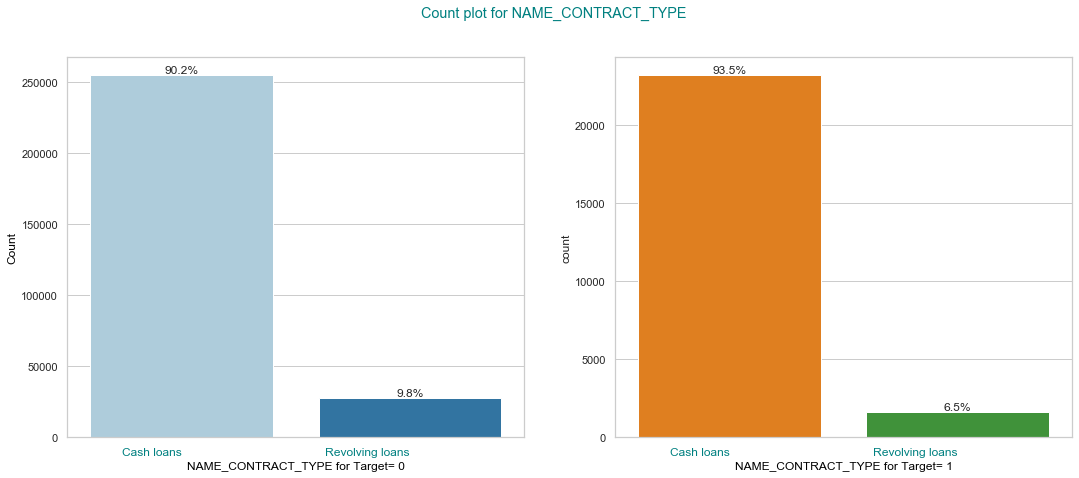 Count plot for NAME_CONTRACT_TYPE
Count
250000
200000
150000
100000
50000
0
90.2%
9.8%
Cash loans
Revolving loans
NAME_CONTRACT_TYPE for Target= 0
count
20000
15000
10000
5000
0
93.5%
6.5%
Cash loans
Revolving loans
NAME_CONTRACT_TYPE for Target= 1